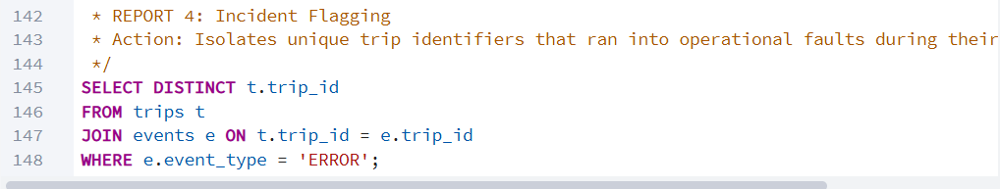 142 * REPORT 4: Incident Flagging
143 * Action: Isolates unique trip identifiers that ran into operational faults during their
144 */
145 SELECT DISTINCT t.trip_id
146 FROM trips t
147 JOIN events e ON t.trip_id = e.trip_id
148 WHERE e.event_type = 'ERROR';